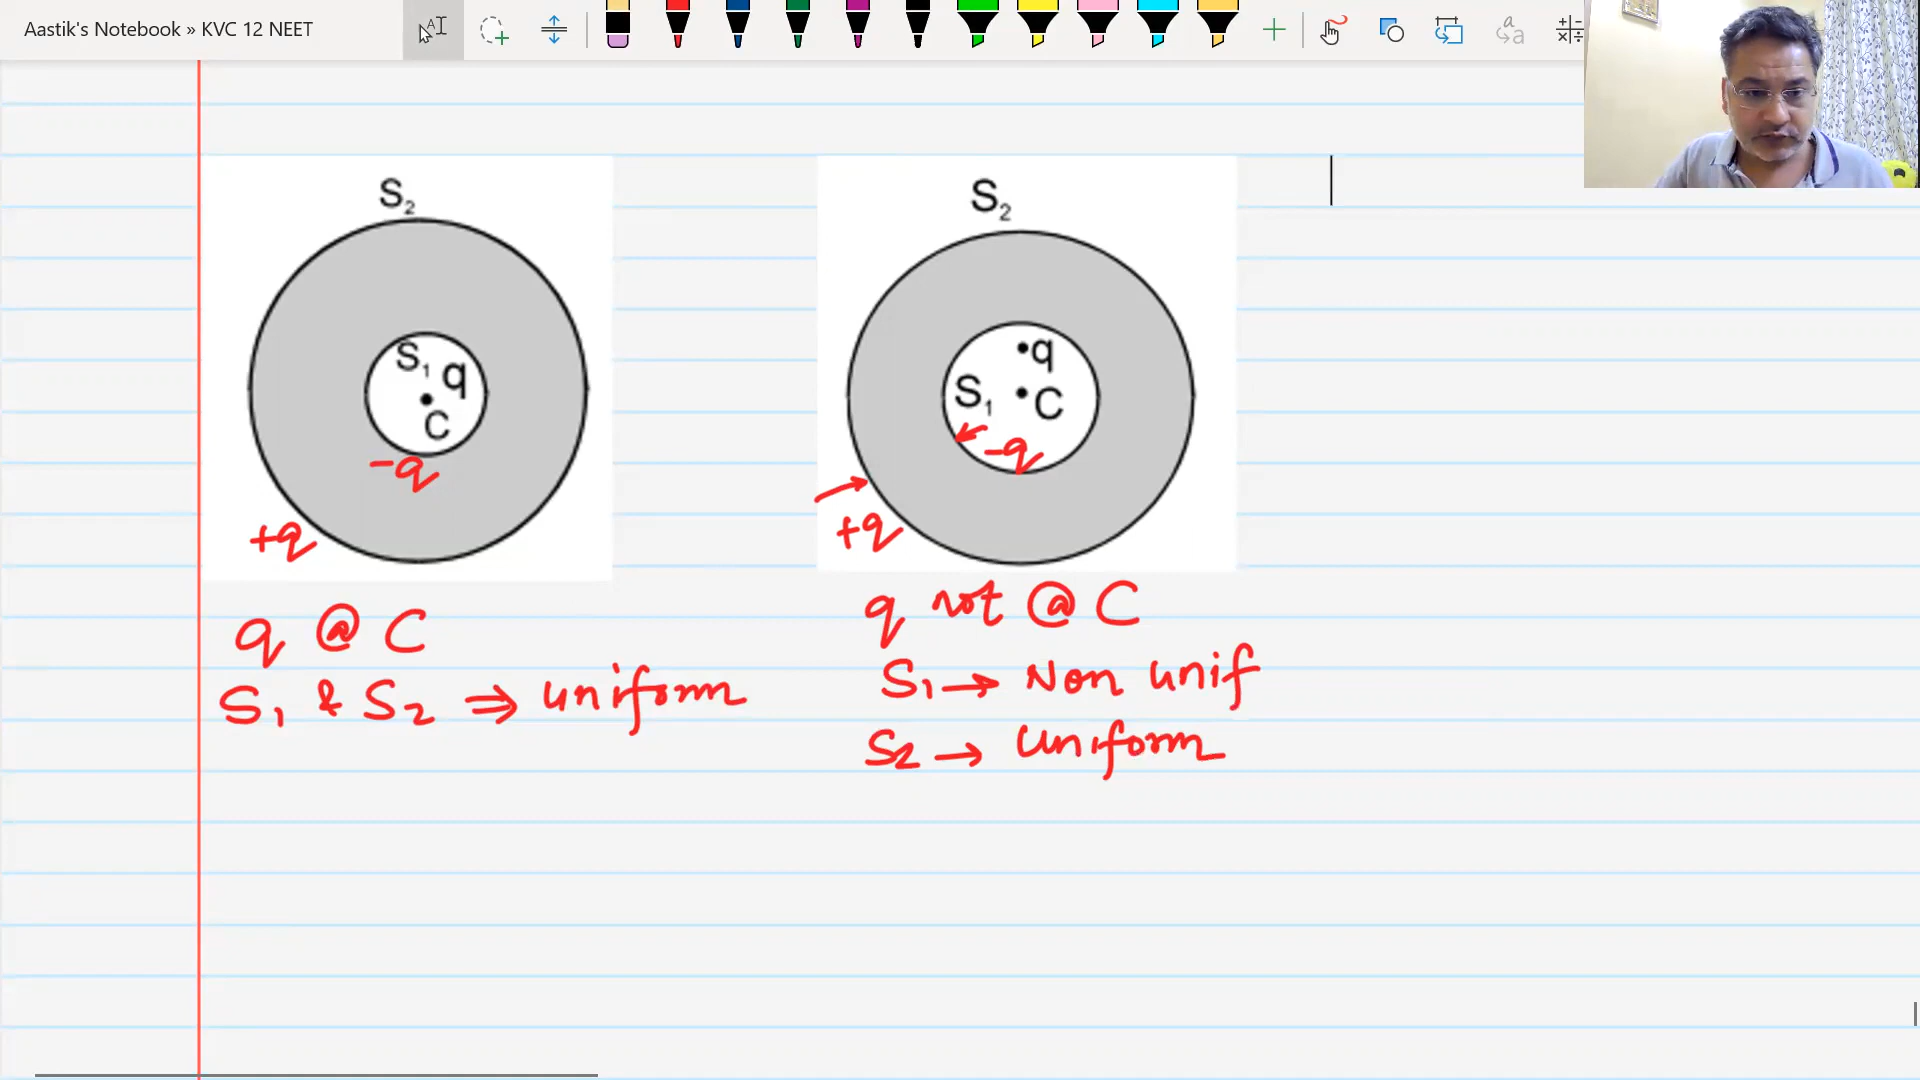 Aastik's Notebook » KVC 12 NEET
S₂
S₁ q
C
-q
+q
q @ C
S₁ & S₂ ⇒ uniform
S₂
q
S₁ C
-q
+q
q not @ C
S₁ → Non unif
S₂ → Uniform